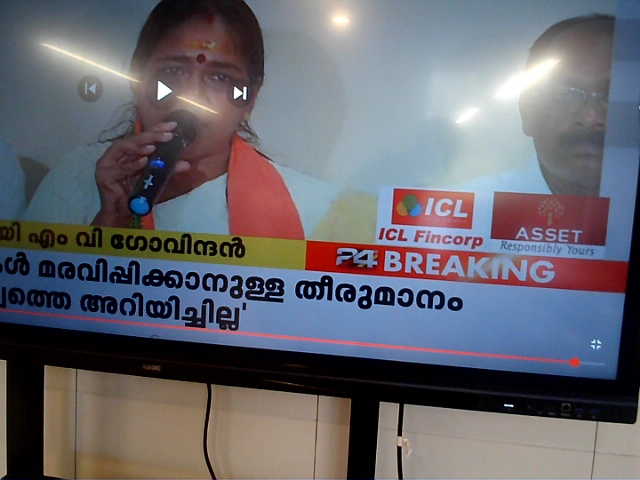 ICL
ICL Fincorp
ASSET
Responsibly Yours
യി എം വി ഗോവിന്ദൻ
24 BREAKING
ൾ മരവിപ്പിക്കാനുള്ള തീരുമാനം
ത്തെ അറിയിച്ചില്ല'